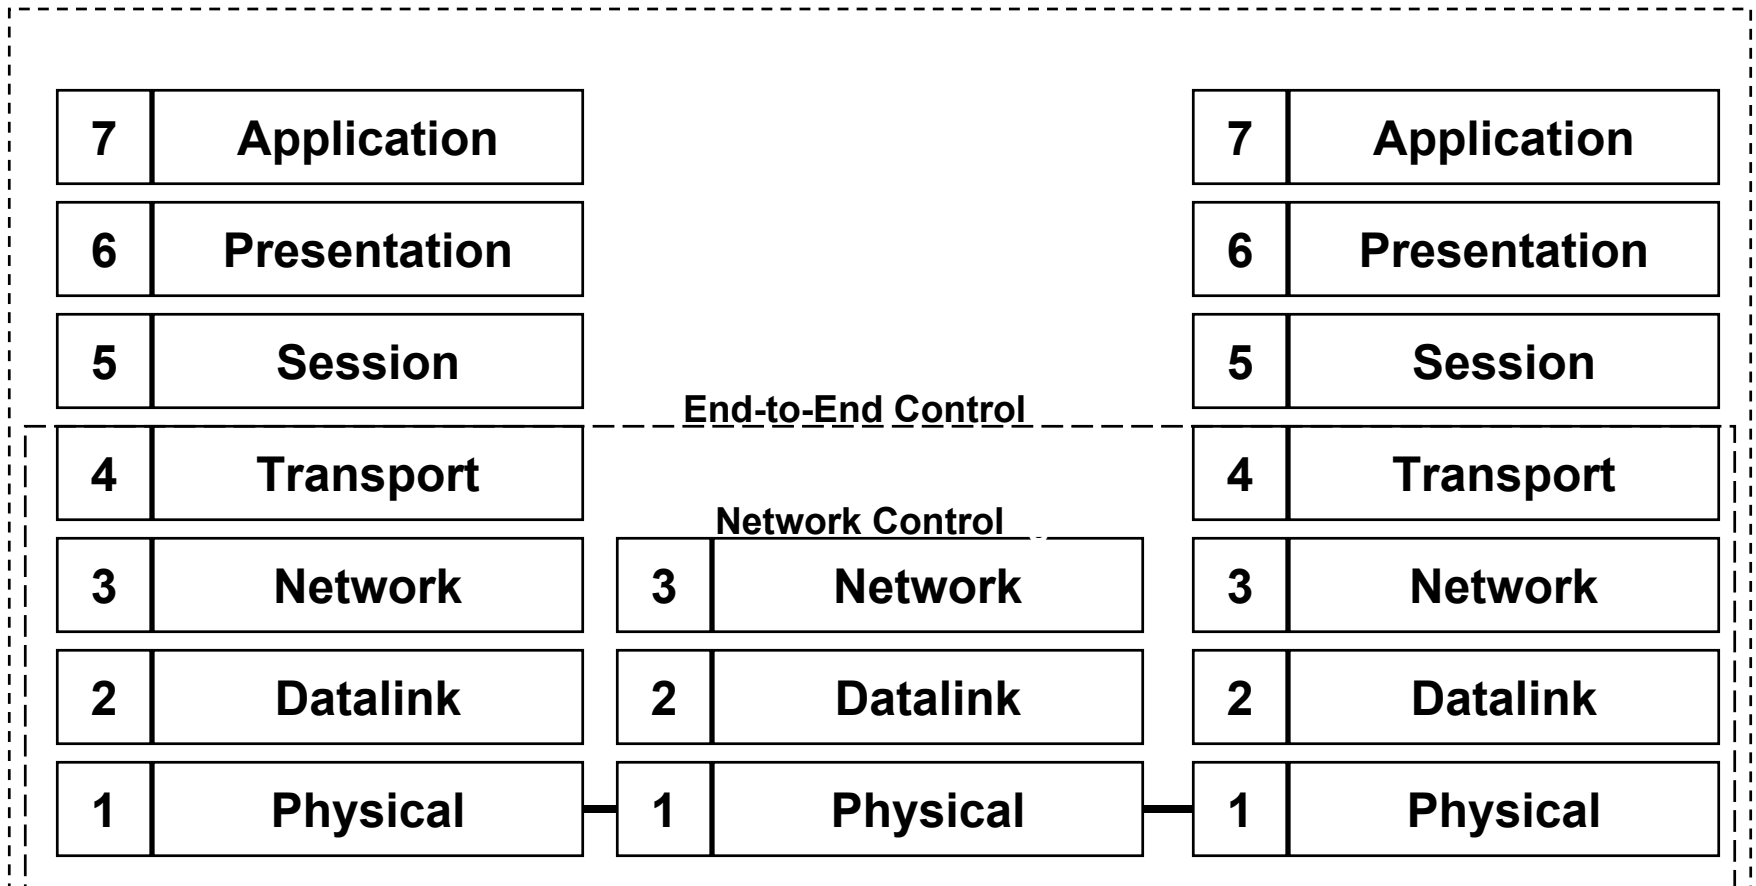 7 Application 7 Application
6 Presentation 6 Presentation
5 Session 5 Session
End-to-End Control
4 Transport 4 Transport
Network Control
3 Network 3 Network 3 Network
2 Datalink 2 Datalink 2 Datalink
1 Physical 1 Physical 1 Physical